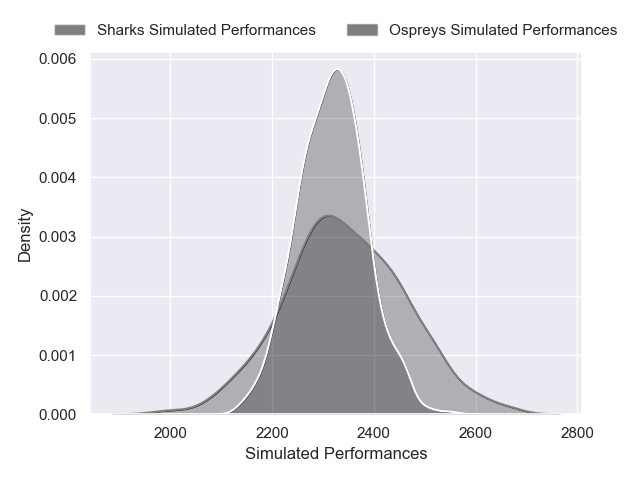 Sharks Simulated Performances Ospreys Simulated Performances
0.006
0.005
0.004
0.003
0.002
0.001
0.000
Density
2000 2200 2400 2600 2800
Simulated Performances